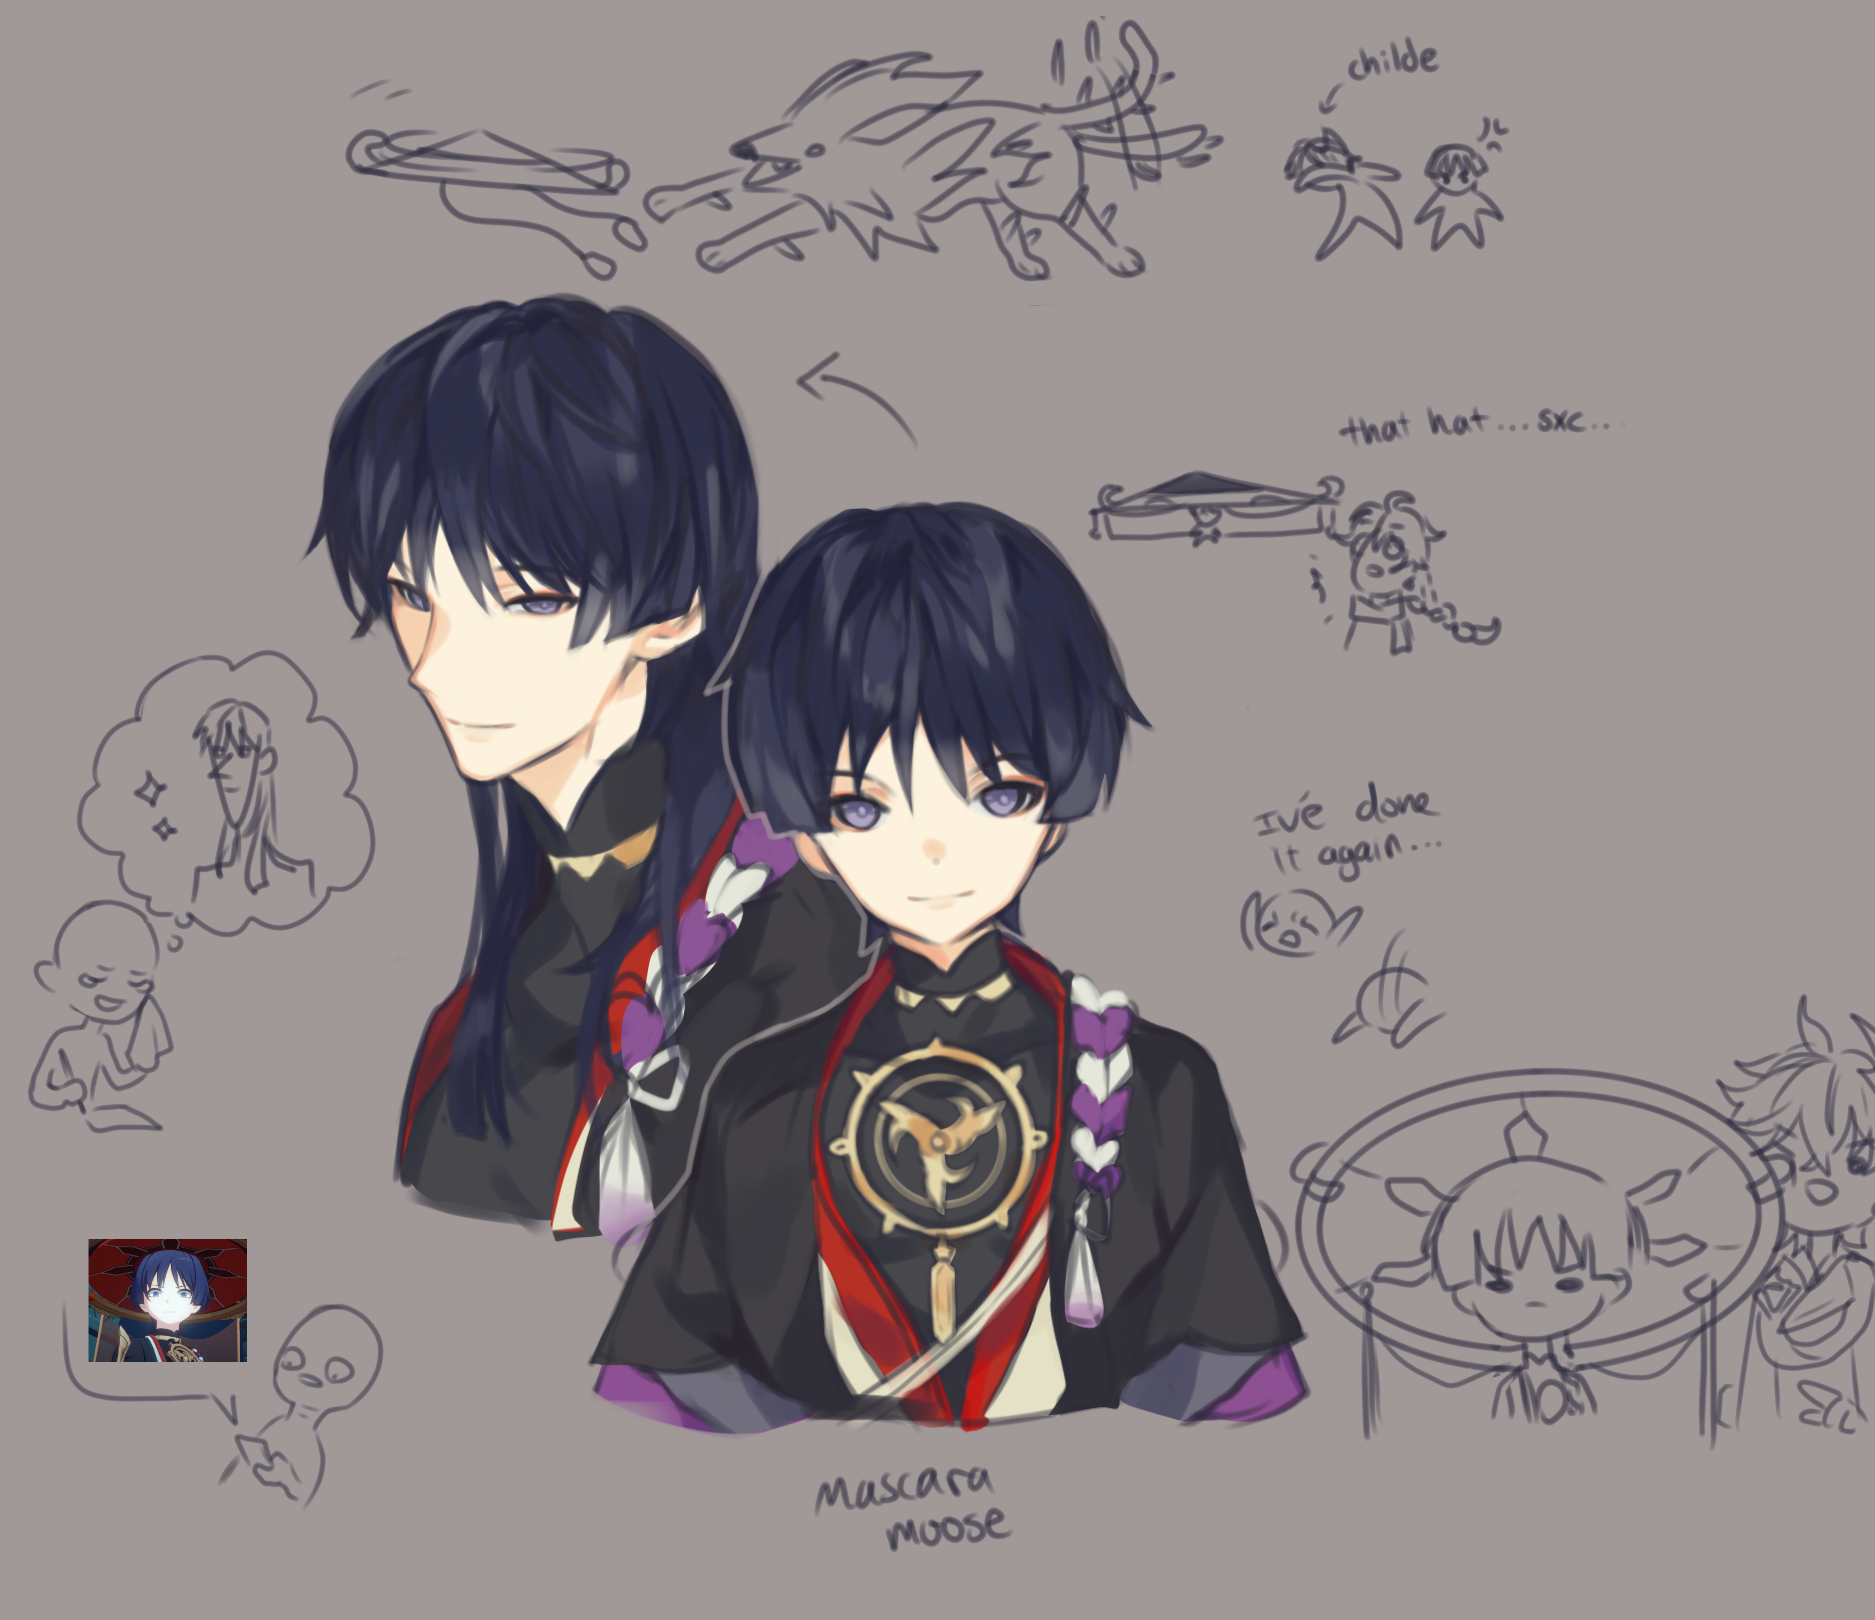 childe
that hat...sxc...
I've done
it again...
mascara
moose